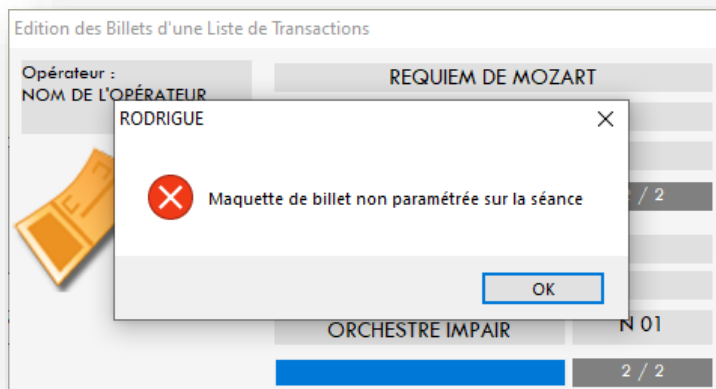 Edition des Billets d'une Liste de Transactions
Opérateur :
NOM DE L'OPÉRATEUR
REQUIEM DE MOZART
RODRIGUE
Maquette de billet non paramétrée sur la séance
/ 2
OK
ORCHESTRE IMPAIR
N 01
2 / 2